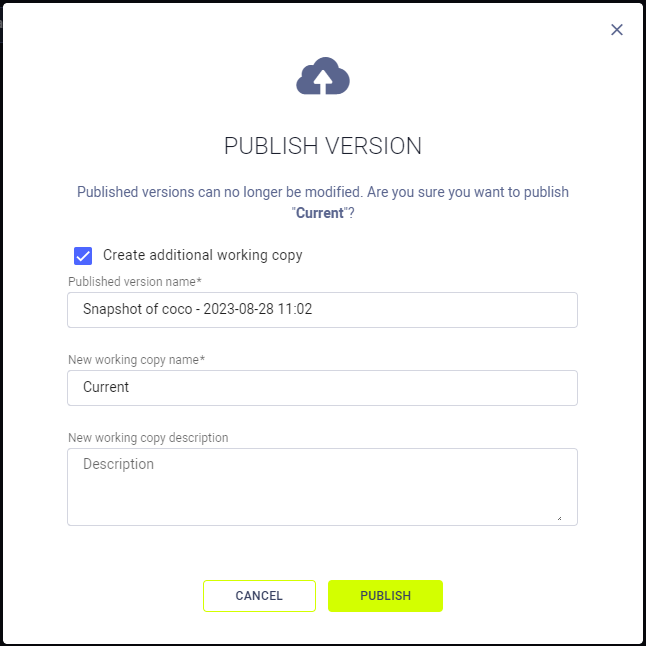 PUBLISH VERSION
Published versions can no longer be modified. Are you sure you want to publish
"Current"?
Create additional working copy
Published version name*
Snapshot of coco - 2023-08-28 11:02
New working copy name*
Current
New working copy description
Description
CANCEL
PUBLISH